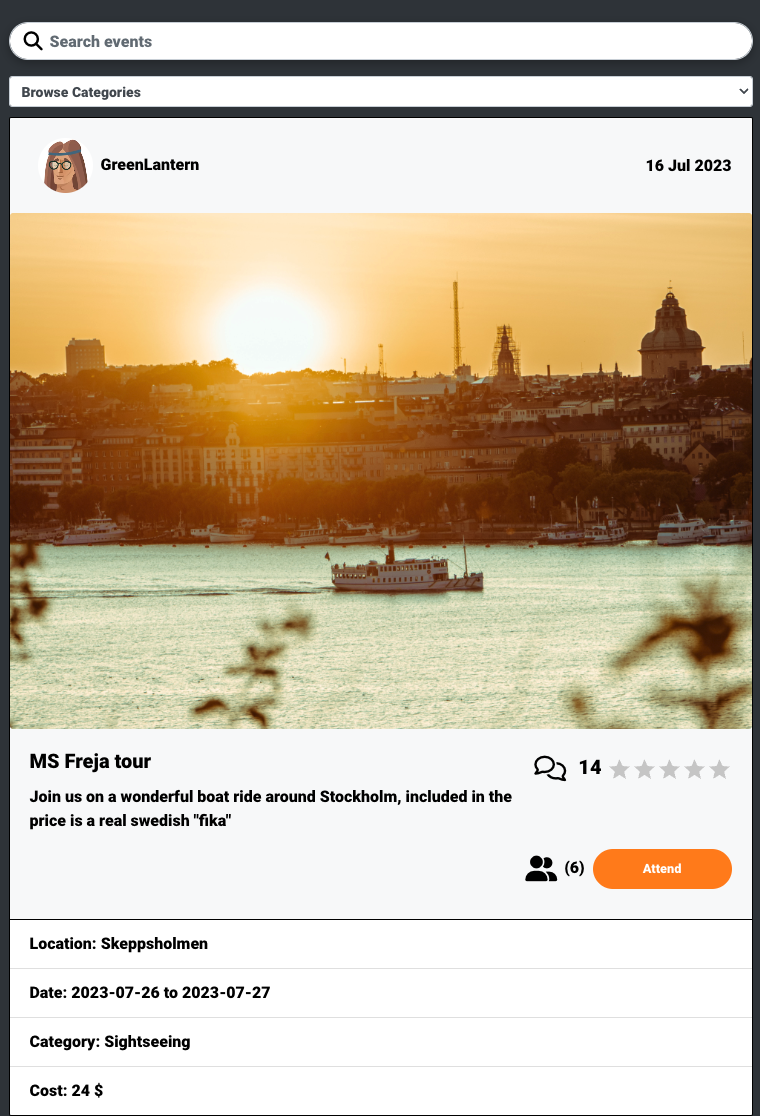 Search events
Browse Categories
GreenLantern
16 Jul 2023
MS Freja tour
14
Join us on a wonderful boat ride around Stockholm, included in the
price is a real swedish "fika"
(6)
Attend
Location: Skeppsholmen
Date: 2023-07-26 to 2023-07-27
Category: Sightseeing
Cost: 24 $